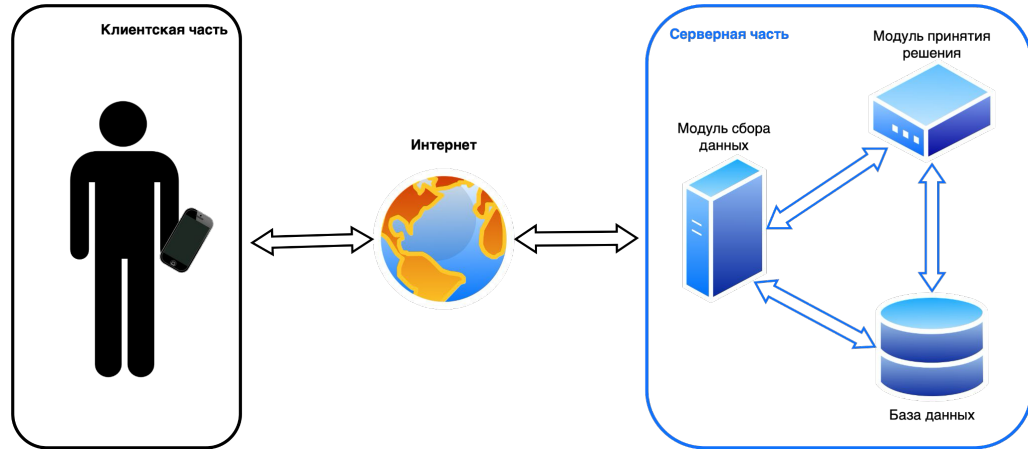 Клиентская часть
Интернет
Серверная часть
Модуль принятия
решения
Модуль сбора
данных
База данных